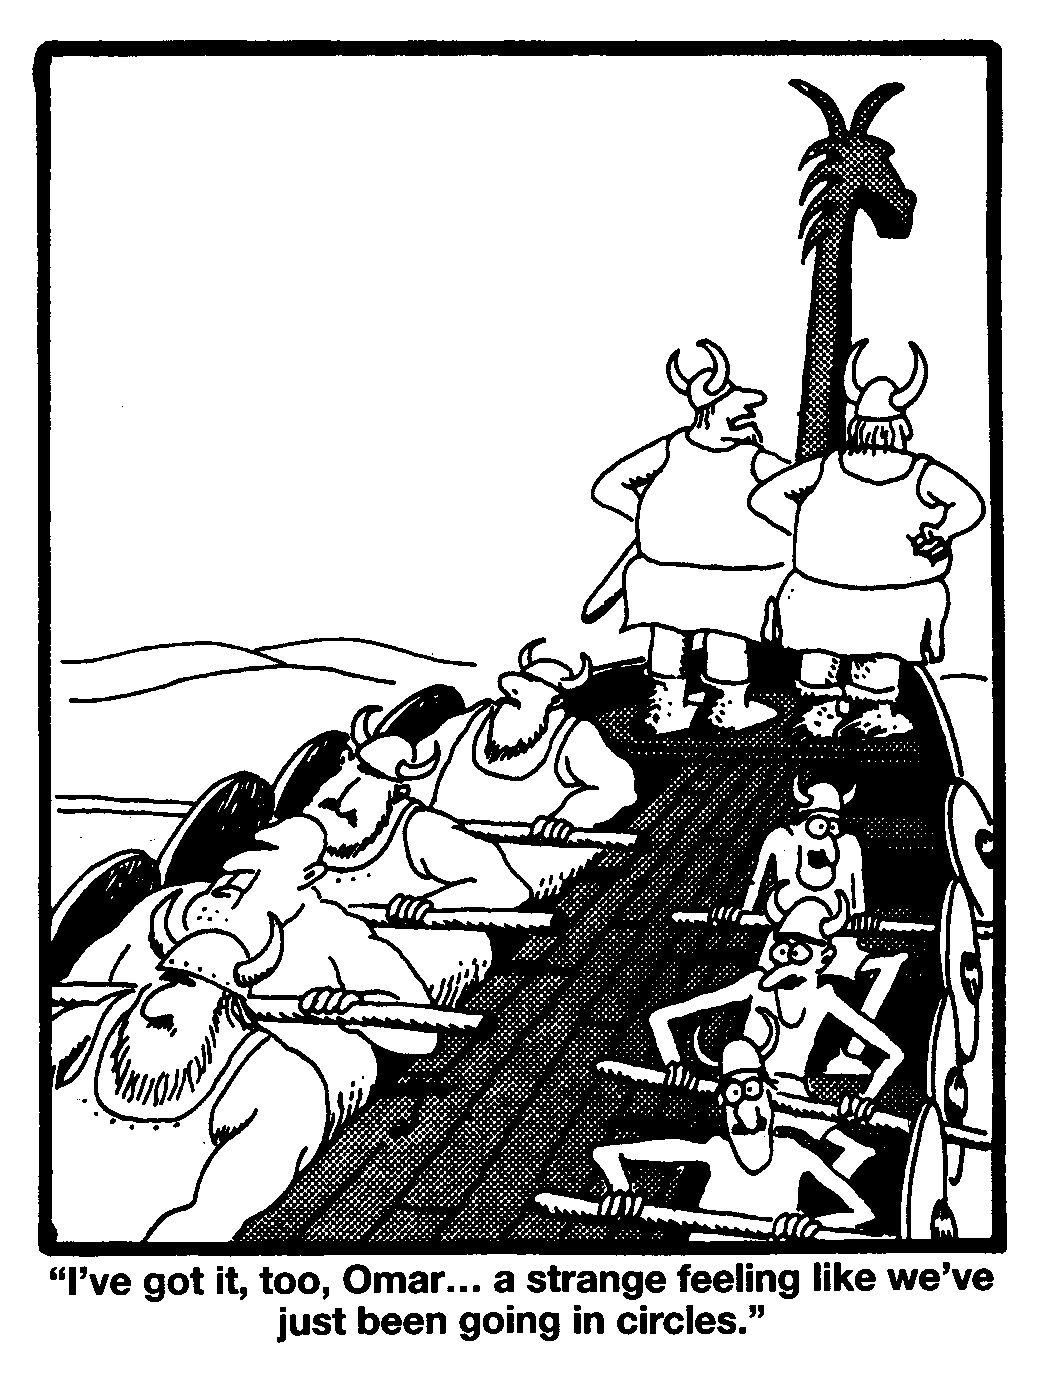 “I’ve got it, too, Omar... a strange feeling like we’ve
just been going in circles.”